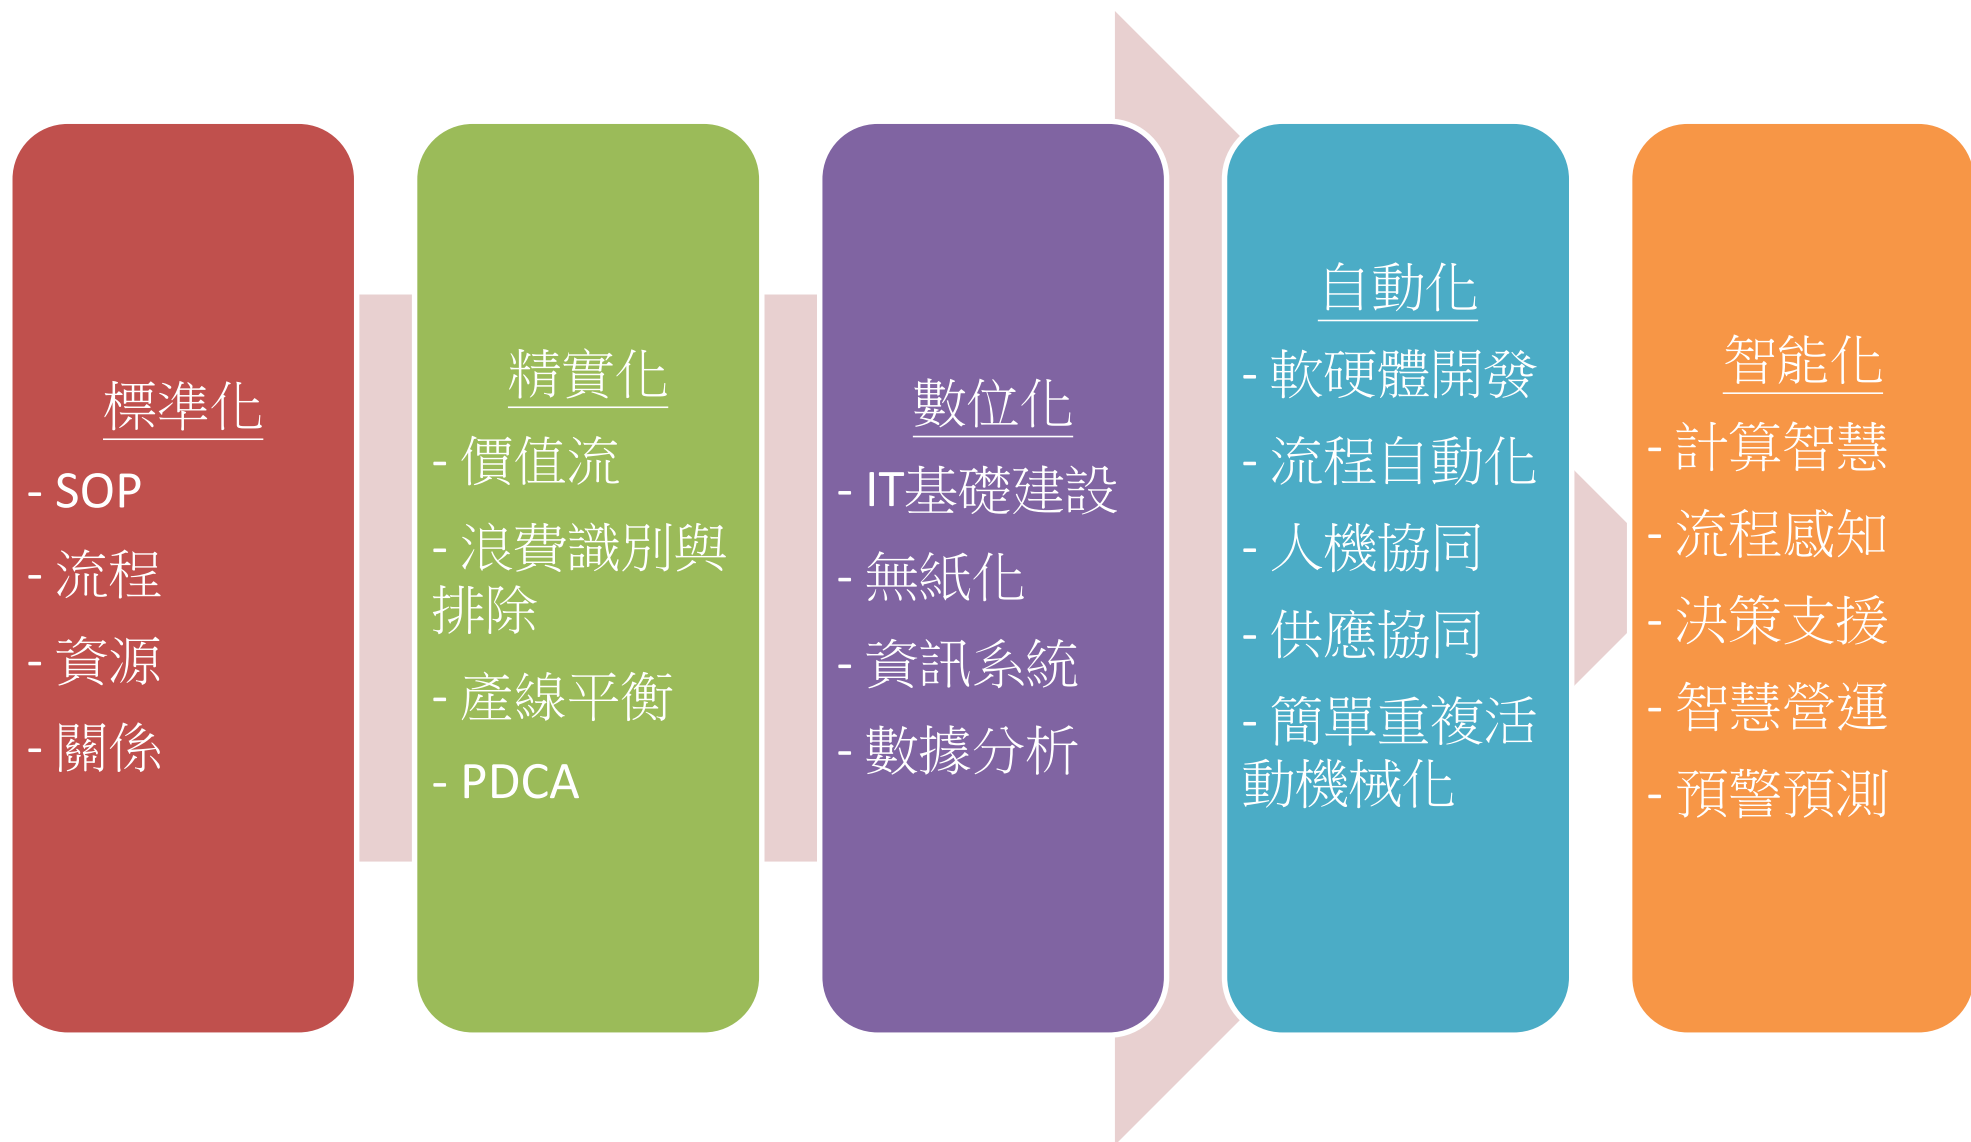 標準化
- SOP
- 流程
- 資源
- 關係
精實化
- 價值流
- 浪費識別與
排除
- 產線平衡
- PDCA
數位化
- IT基礎建設
- 無紙化
- 資訊系統
- 數據分析
自動化
- 軟硬體開發
- 流程自動化
- 人機協同
- 供應協同
- 簡單重複活
動機械化
智能化
- 計算智慧
- 流程感知
- 決策支援
- 智慧營運
- 預警預測